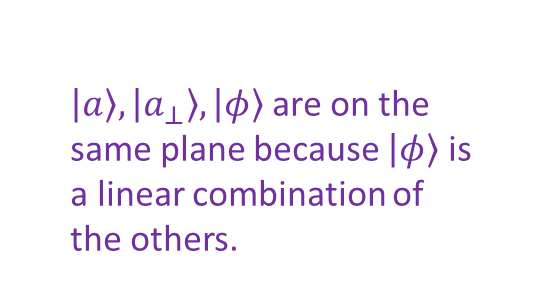 |a⟩, |a⊥⟩, |ϕ⟩ are on the
same plane because |ϕ⟩ is
a linear combination of
the others.